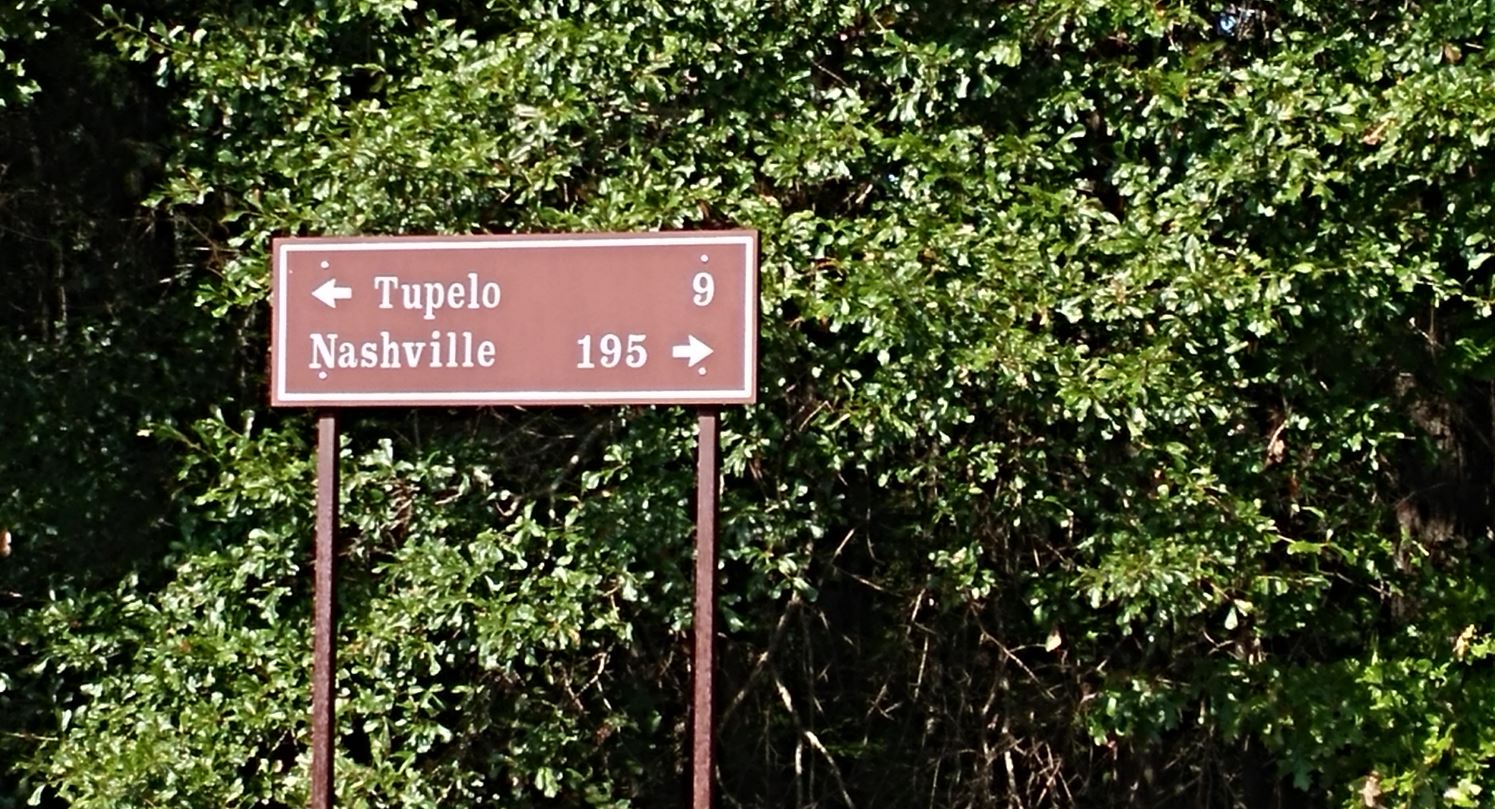 ← Tupelo 9
Nashville 195 →